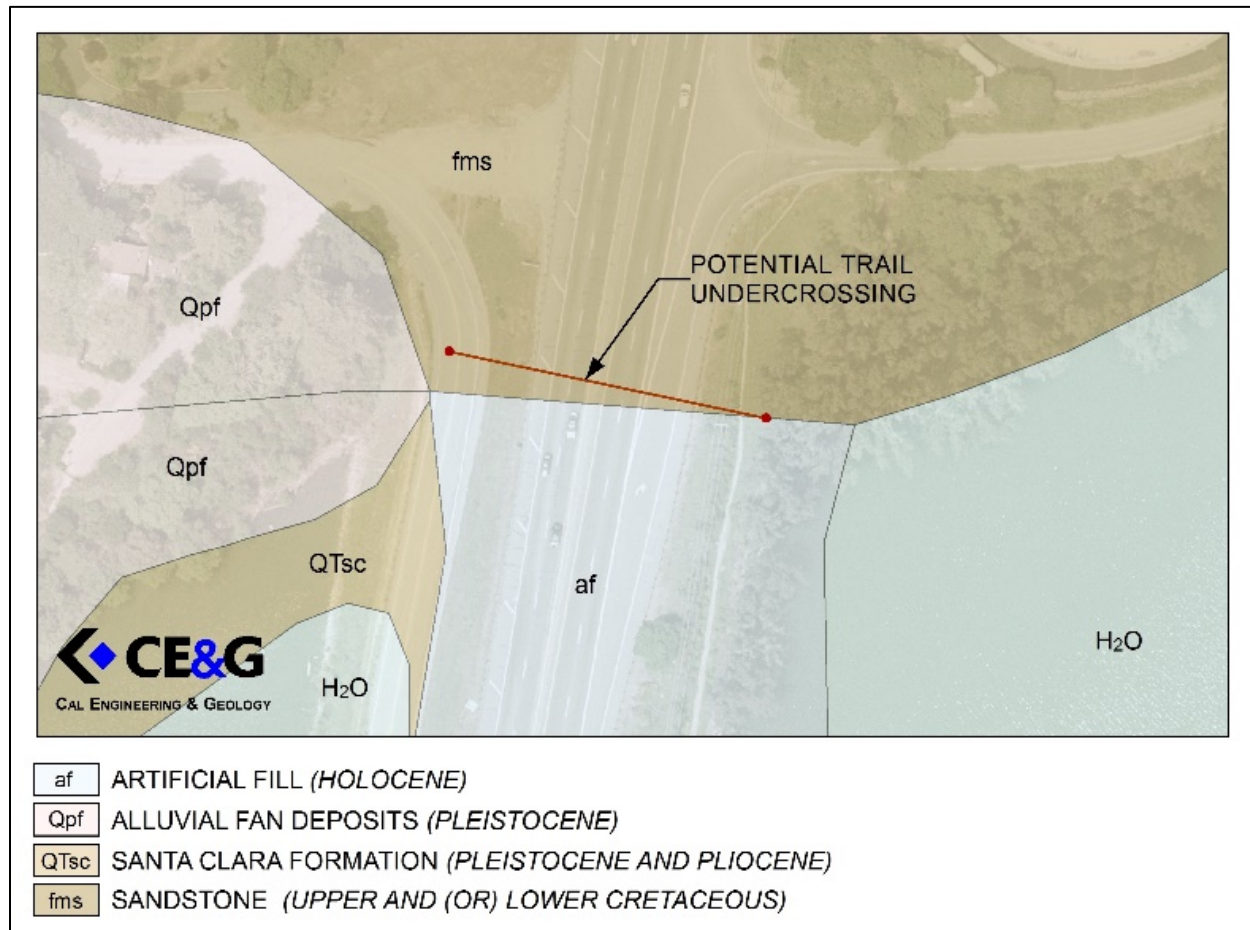 fms
POTENTIAL TRAIL
UNDERCROSSING
Qpf
Qpf
QTsc
af
H₂O
H₂O
CE&G
CAL ENGINEERING & GEOLOGY
af ARTIFICIAL FILL (HOLOCENE)
Qpf ALLUVIAL FAN DEPOSITS (PLEISTOCENE)
QTsc SANTA CLARA FORMATION (PLEISTOCENE AND PLIOCENE)
fms SANDSTONE (UPPER AND (OR) LOWER CRETACEOUS)